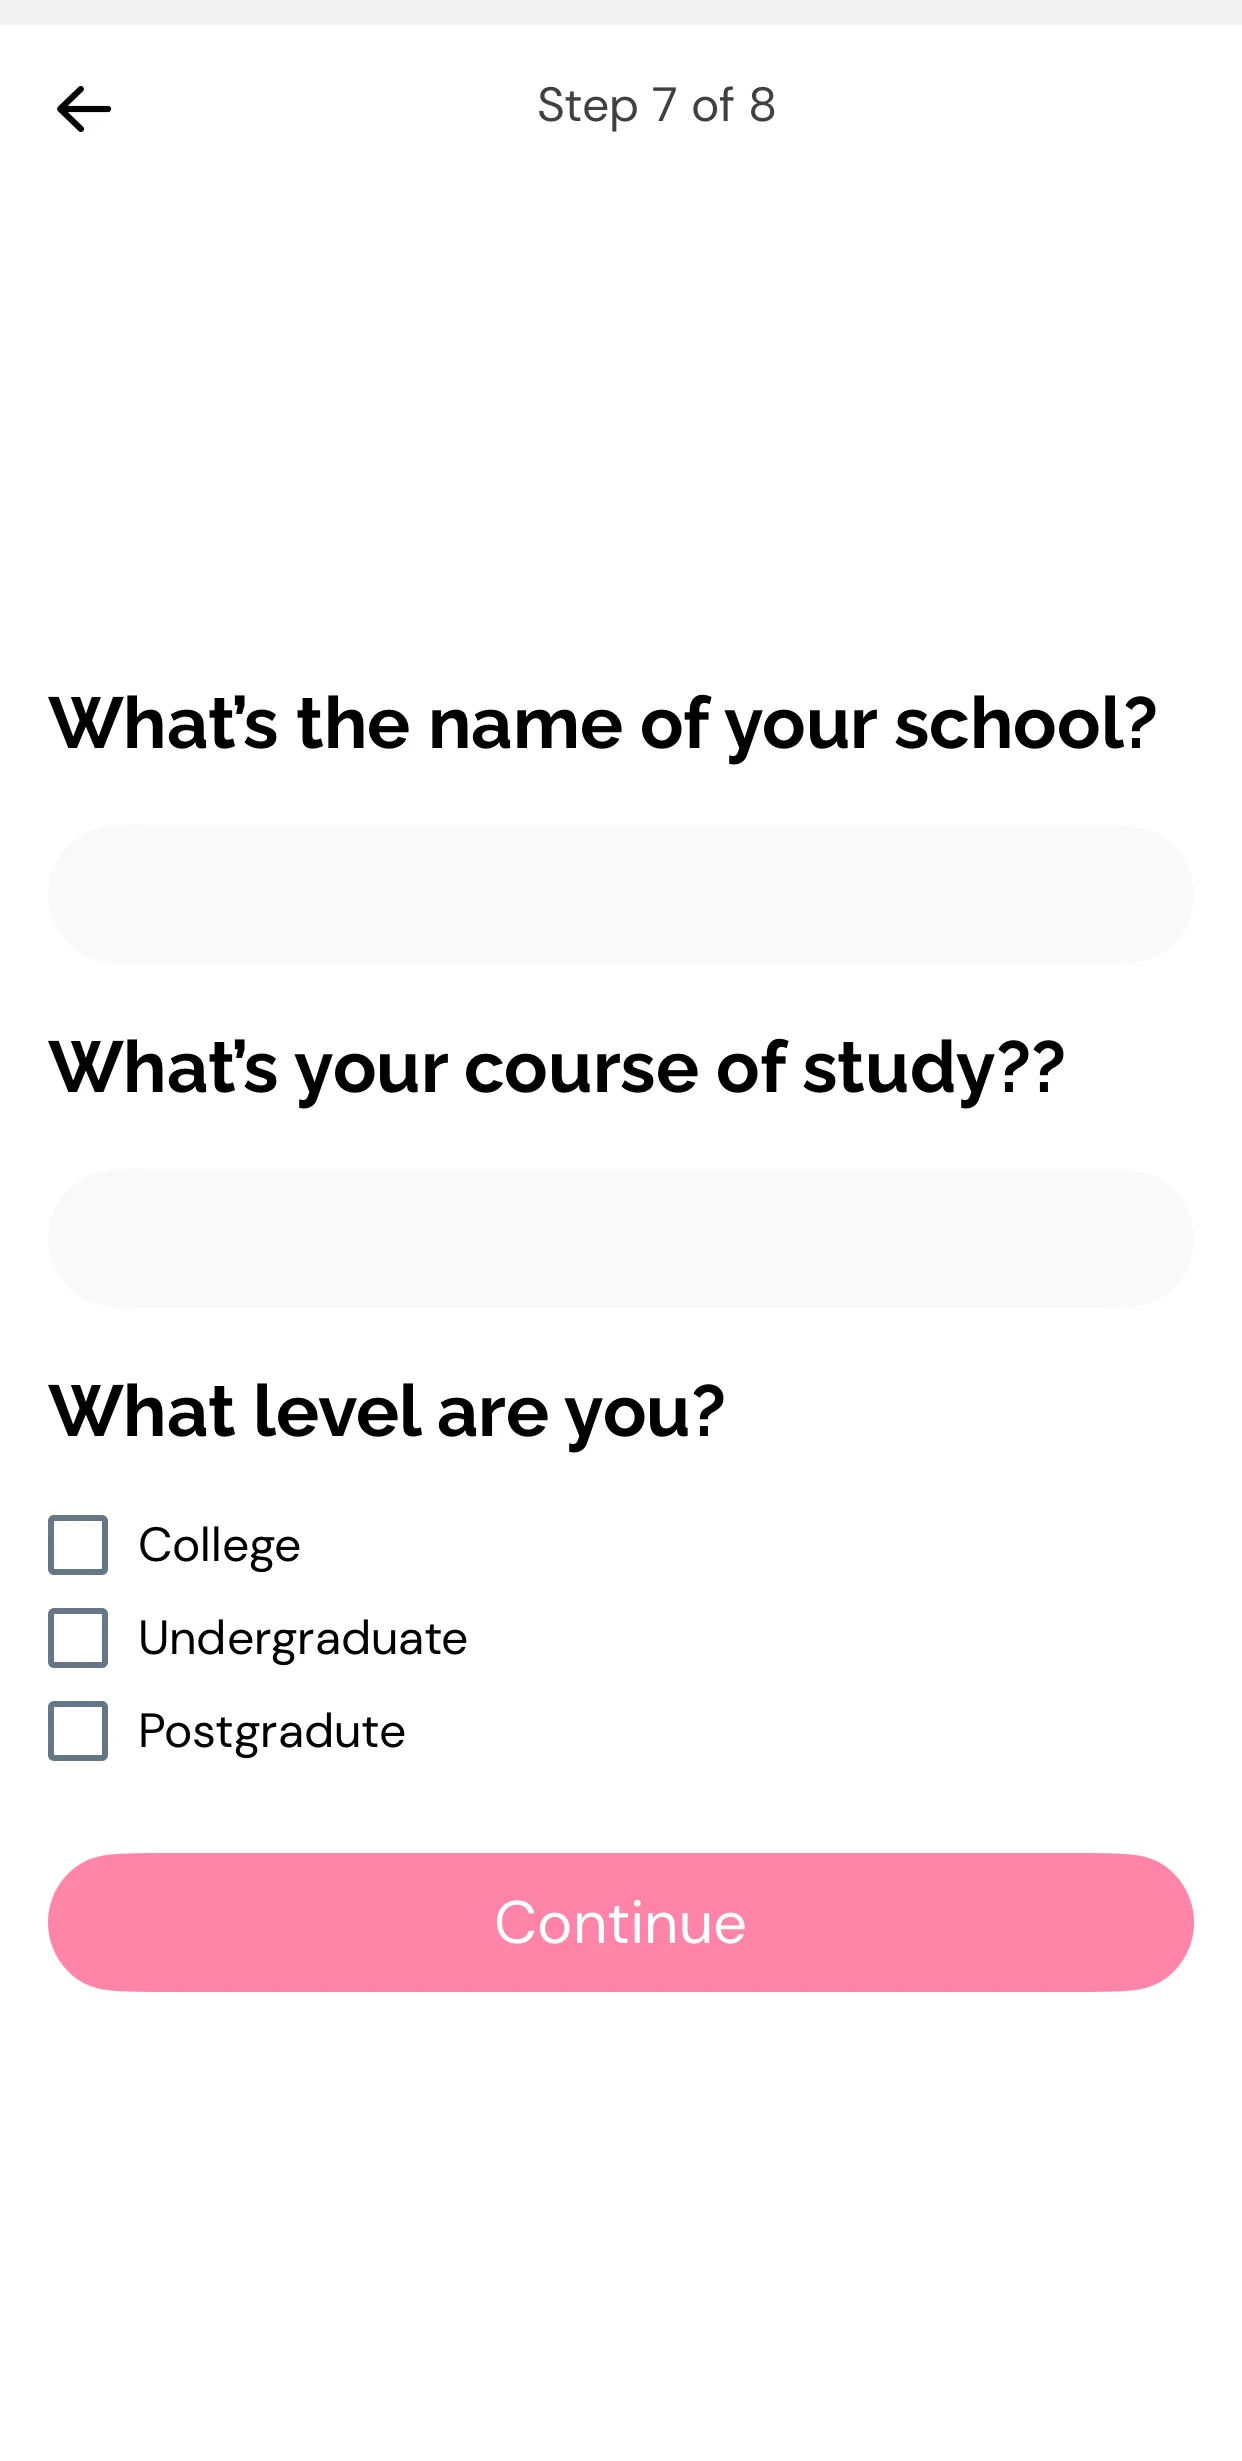 Step 7 of 8
What’s the name of your school?
What’s your course of study??
What level are you?
College
Undergraduate
Postgradute
Continue